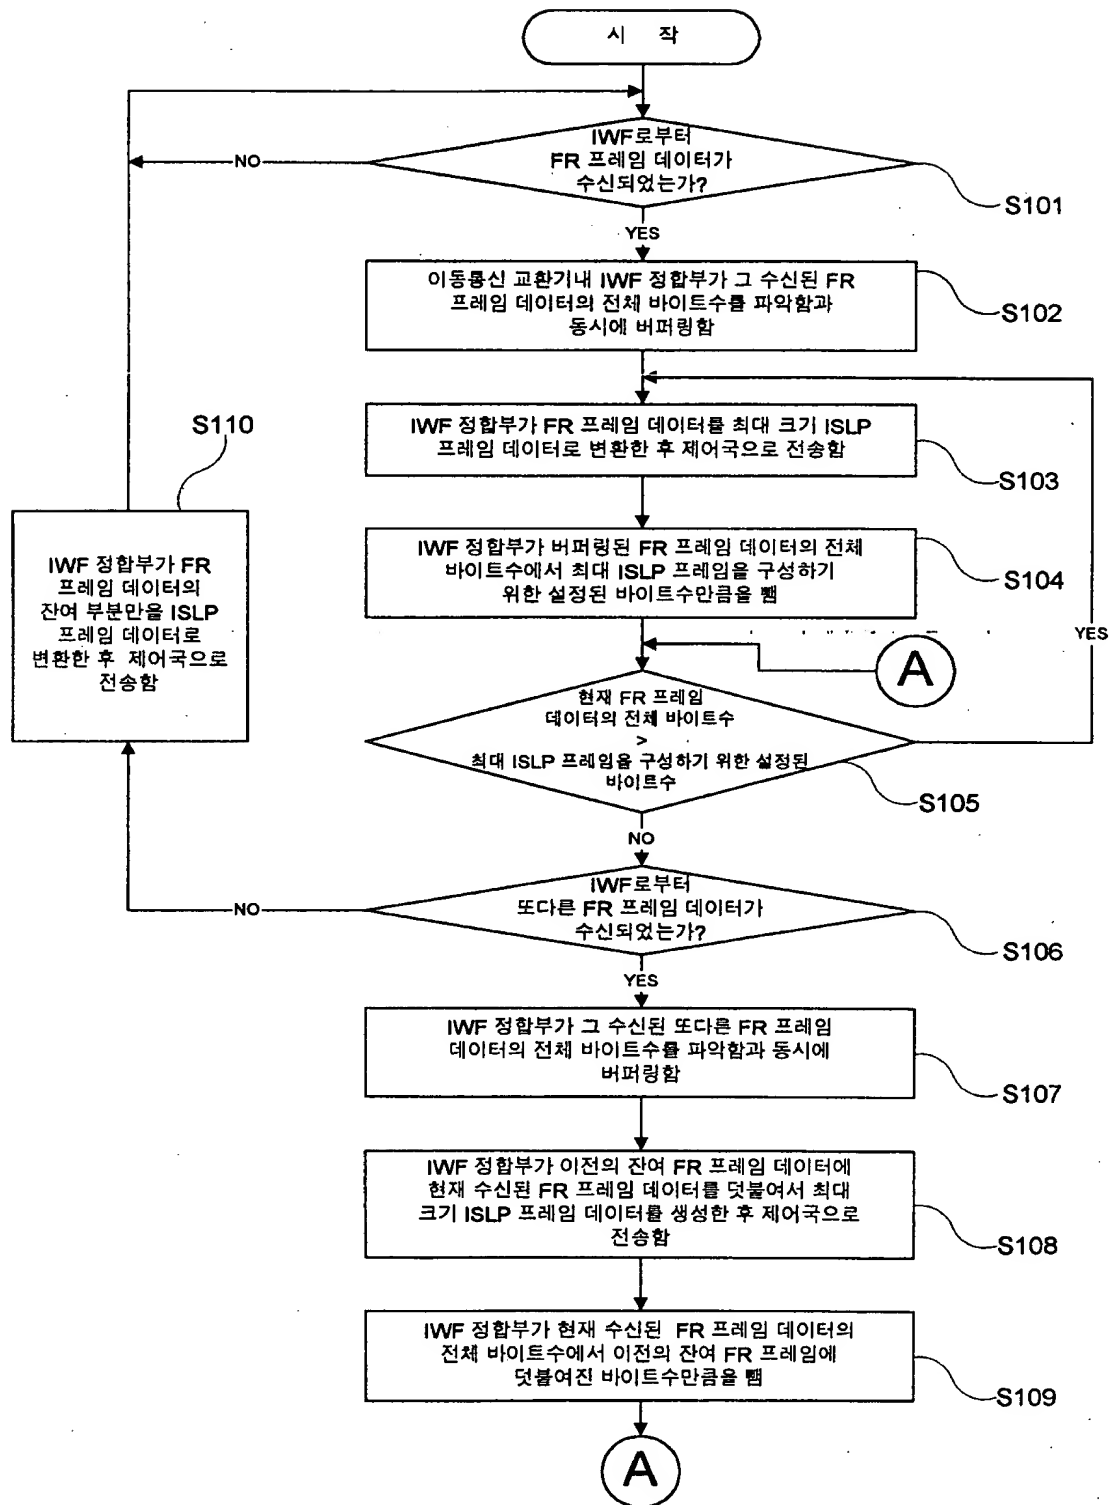 시 작
IWF로부터
FR 프레임 데이터가
수신되었는가?
NO
S101
YES
이동통신 교환기내 IWF 정합부가 그 수신된 FR
프레임 데이터의 전체 바이트수를 파악함과
동시에 버퍼링함
S102
IWF 정합부가 FR 프레임 데이터를 최대 크기 ISLP
프레임 데이터로 변환한 후 제어국으로 전송함
S103
IWF 정합부가 버퍼링된 FR 프레임 데이터의 전체
바이트수에서 최대 ISLP 프레임을 구성하기
위한 설정된 바이트수만큼을 뺌
S104
A
현재 FR 프레임
데이터의 전체 바이트수
>
최대 ISLP 프레임을 구성하기 위한 설정된
바이트수
S105
YES
NO
IWF로부터
또다른 FR 프레임 데이터가
수신되었는가?
NO
S106
YES
S110
IWF 정합부가 FR
프레임 데이터의
잔여 부분만을 ISLP
프레임 데이터로
변환한 후 제어국으로
전송함
IWF 정합부가 그 수신된 또다른 FR 프레임
데이터의 전체 바이트수를 파악함과 동시에
버퍼링함
S107
IWF 정합부가 이전의 잔여 FR 프레임 데이터에
현재 수신된 FR 프레임 데이터를 덧붙여서 최대
크기 ISLP 프레임 데이터를 생성한 후 제어국으로
전송함
S108
IWF 정합부가 현재 수신된 FR 프레임 데이터의
전체 바이트수에서 이전의 잔여 FR 프레임에
덧붙여진 바이트수만큼을 뺌
S109
A